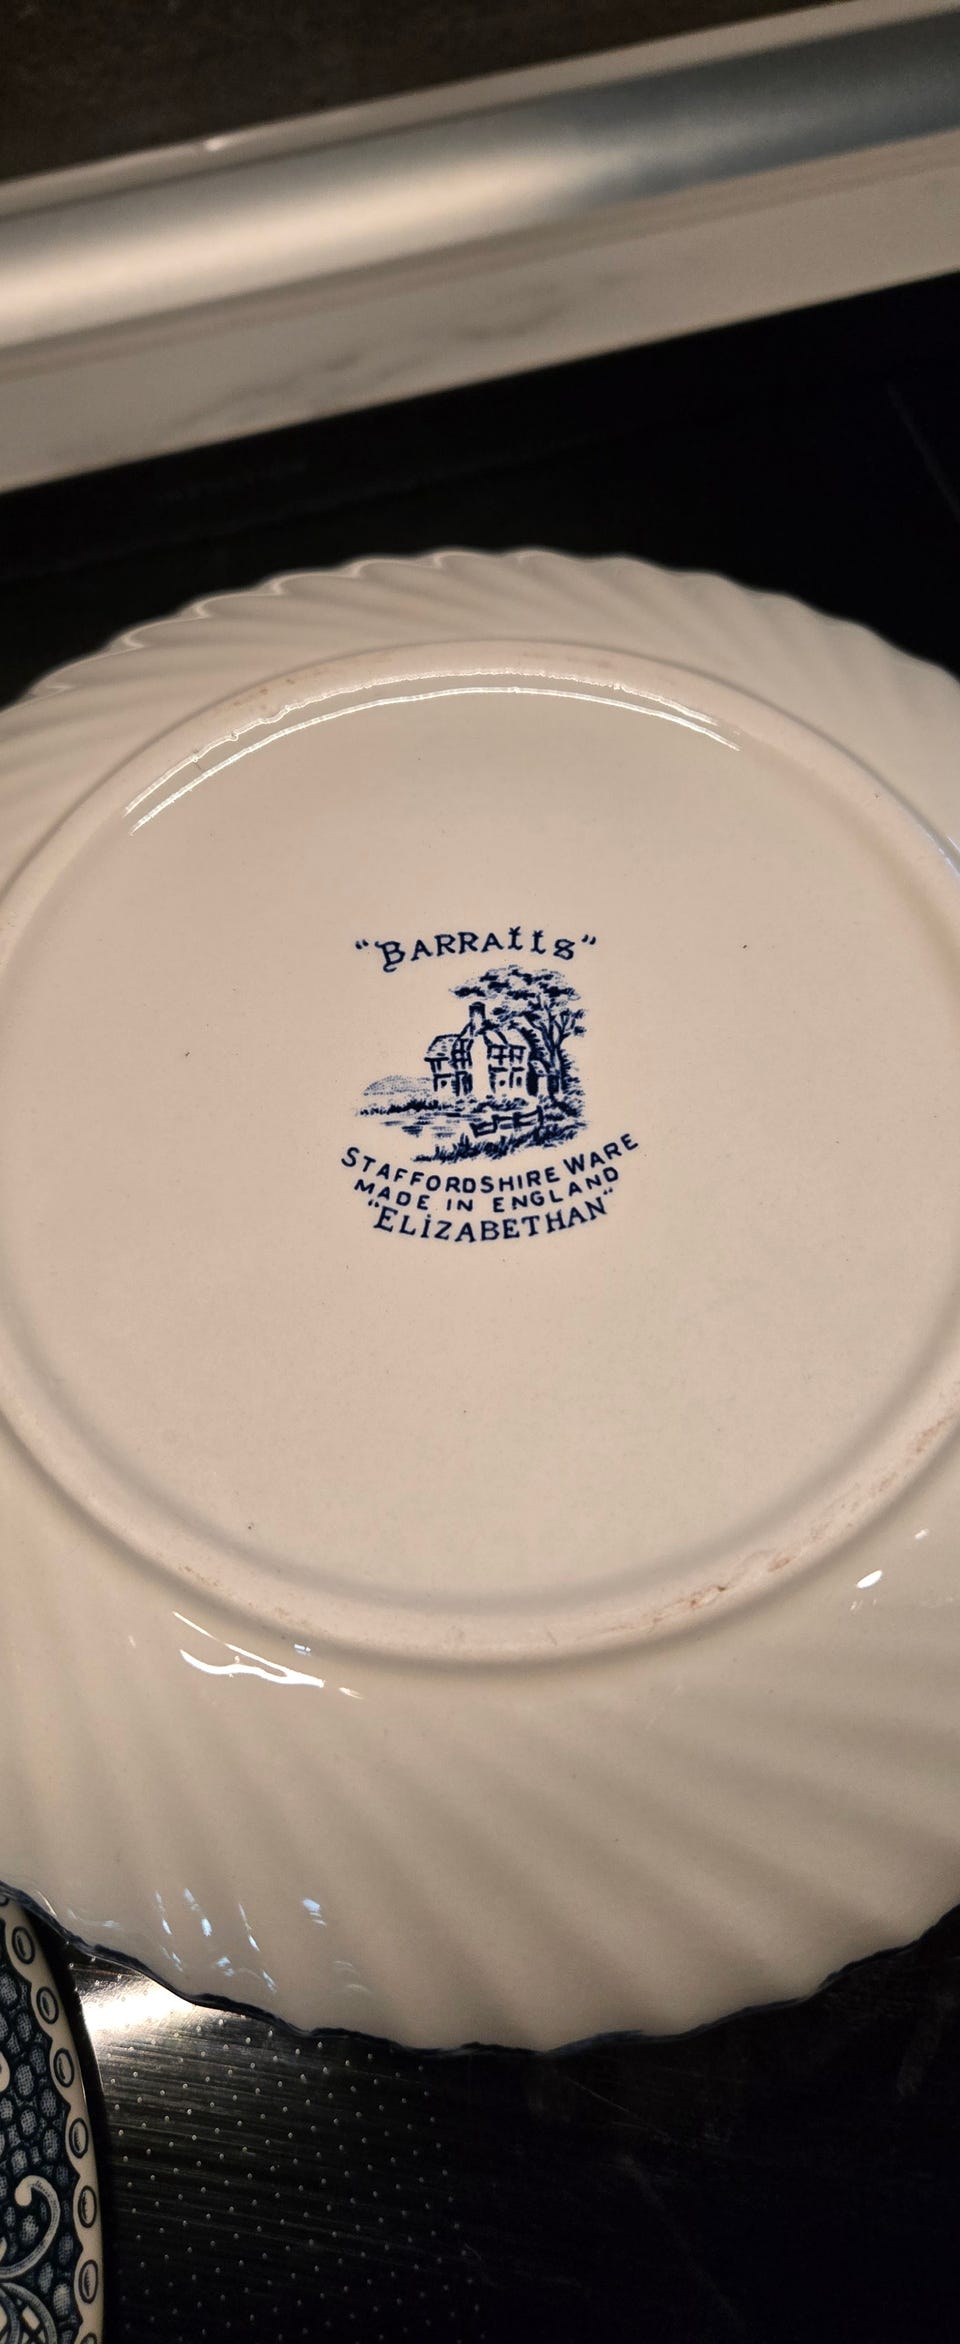 "BARRATTS"
STAFFORDSHIRE WARE
MADE IN ENGLAND
"ELIZABETHAN"